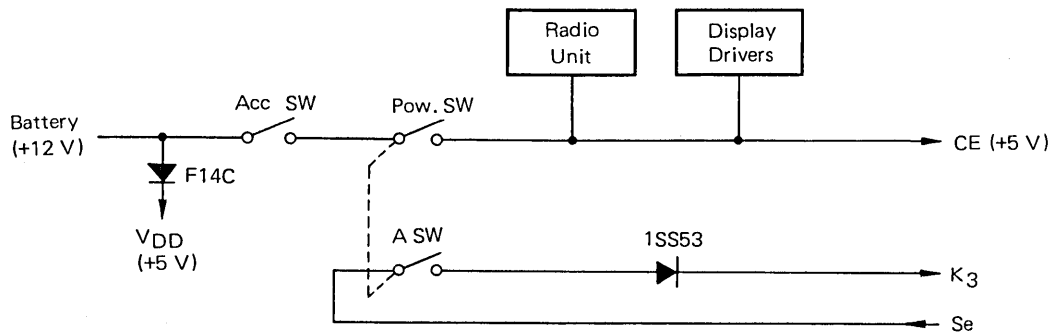 Radio
Unit
Display
Drivers
Acc SW
Pow. SW
Battery
(+12 V)
CE (+5 V)
F14C
VDD
(+5 V)
A SW
1SS53
K3
Se